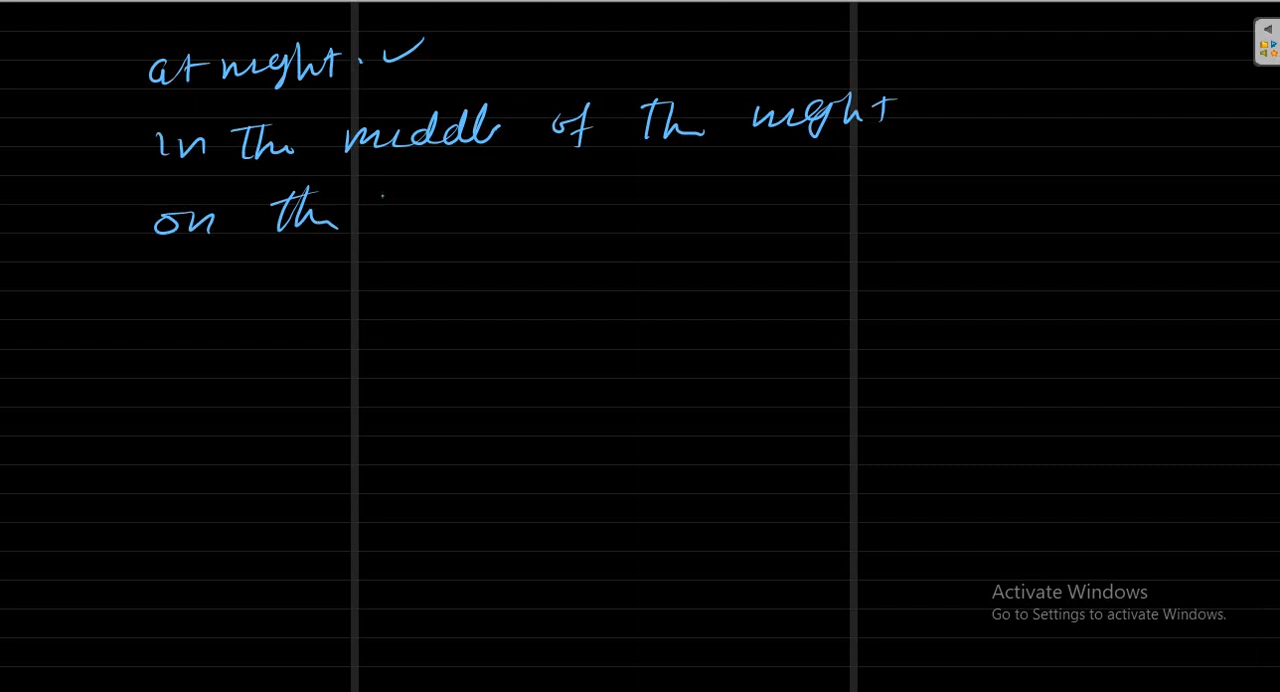 at night. ✓
in the middle of the night
on the
Activate Windows
Go to Settings to activate Windows.